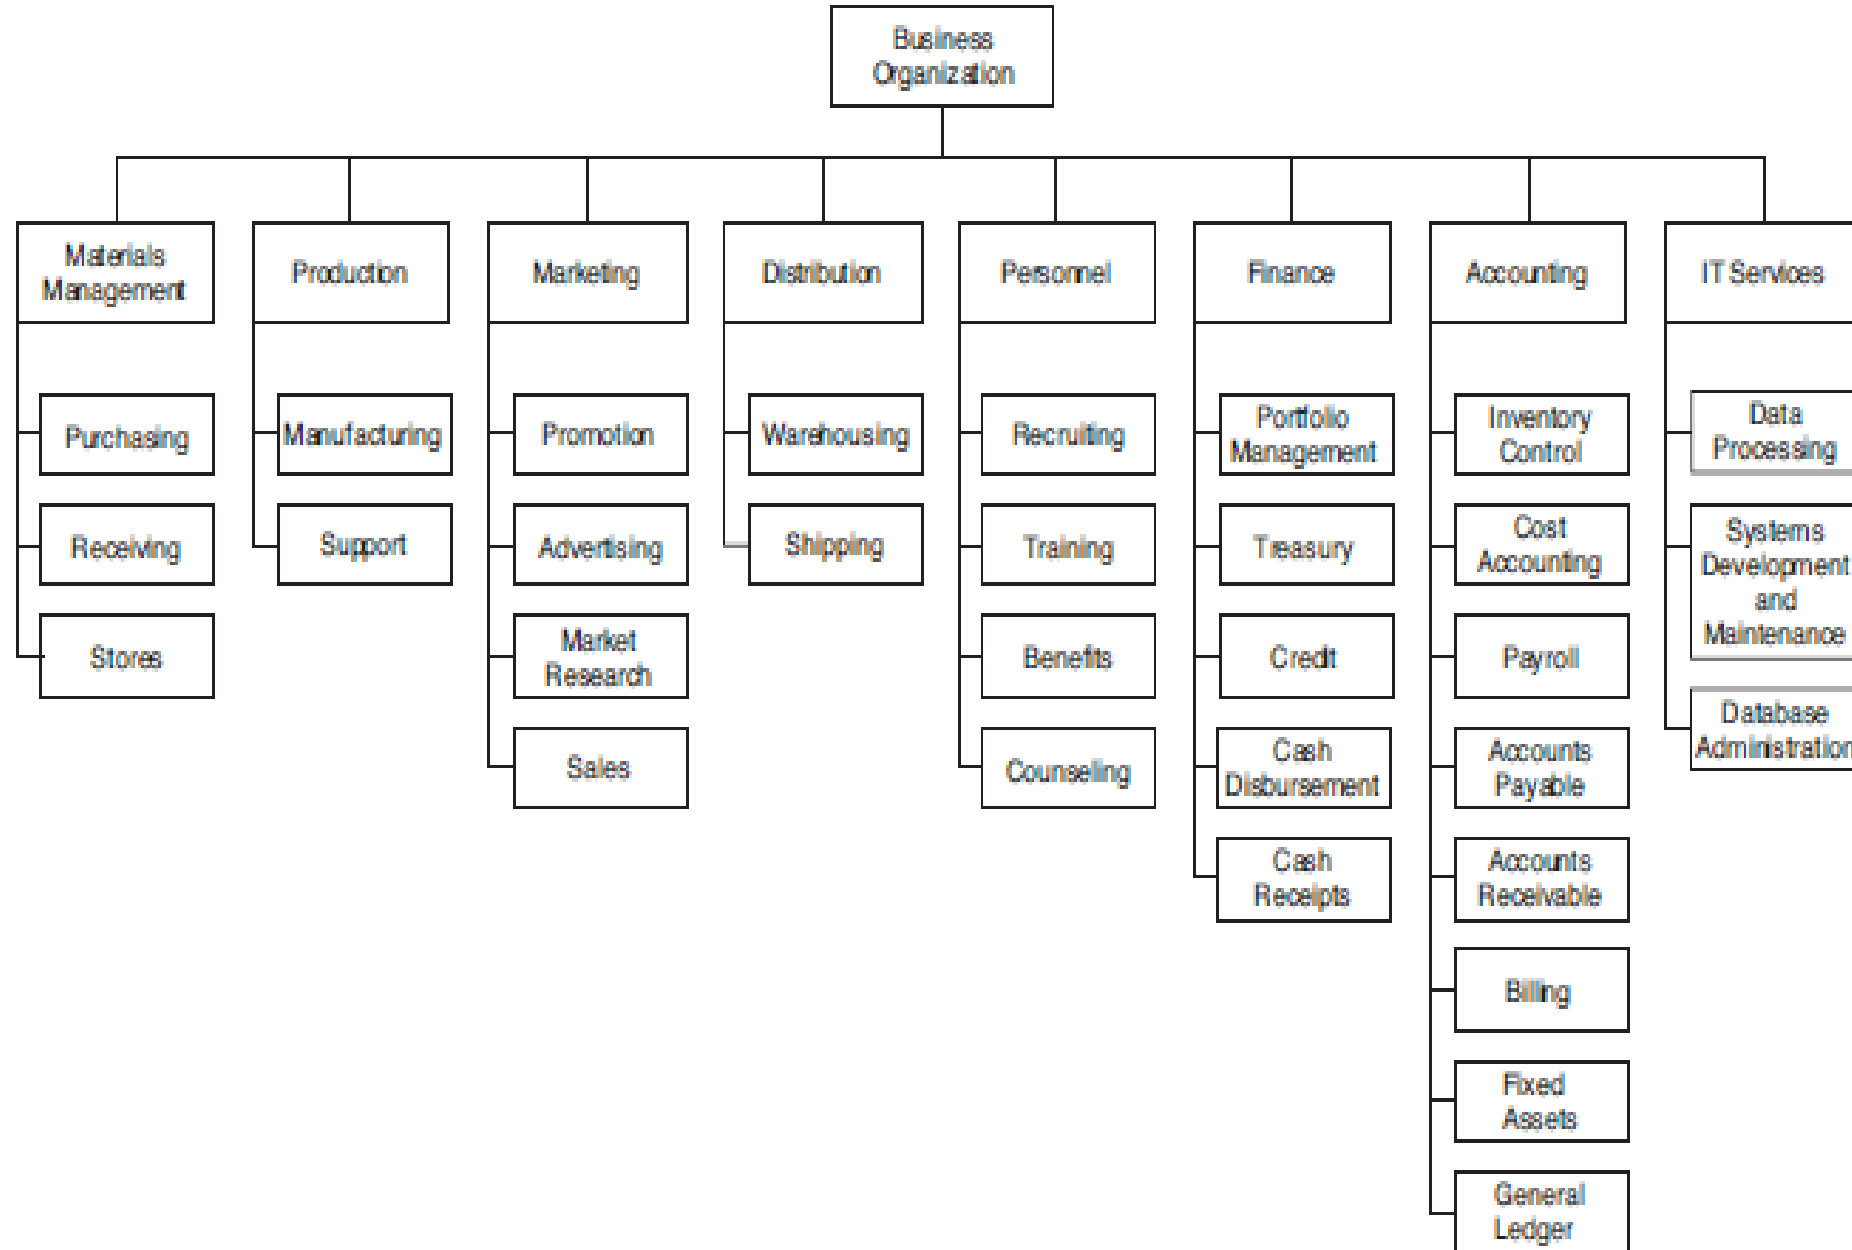 Business
Organization
Materials
Management
Production
Marketing
Distribution
Personnel
Finance
Accounting
IT Services
Purchasing
Receiving
Stores
Manufacturing
Support
Promotion
Advertising
Market
Research
Sales
Warehousing
Shipping
Recruiting
Training
Benefits
Counseling
Portfolio
Management
Treasury
Credit
Cash
Disbursement
Cash
Receipts
Inventory
Control
Cost
Accounting
Payroll
Accounts
Payable
Accounts
Receivable
Billing
Fixed
Assets
General
Ledger
Data
Processing
Systems
Development
and
Maintenance
Database
Administration